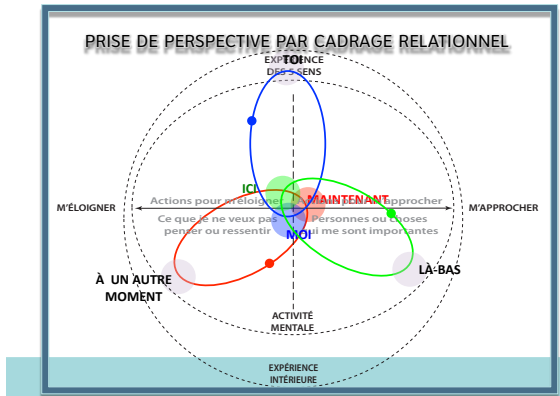 PRISE DE PERSPECTIVE PAR CADRAGE RELATIONNEL
EXPÉRIENCE
TOI
DES 5 SENS
ICI
MAINTENANT
Actions pour m'éloigner
approcher
M'ÉLOIGNER
M'APPROCHER
Ce que je ne veux pas
penser ou ressentir
Personnes ou choses
qui me sont importantes
MOI
À UN AUTRE
MOMENT
LÀ-BAS
ACTIVITÉ
MENTALE
EXPÉRIENCE
INTÉRIEURE